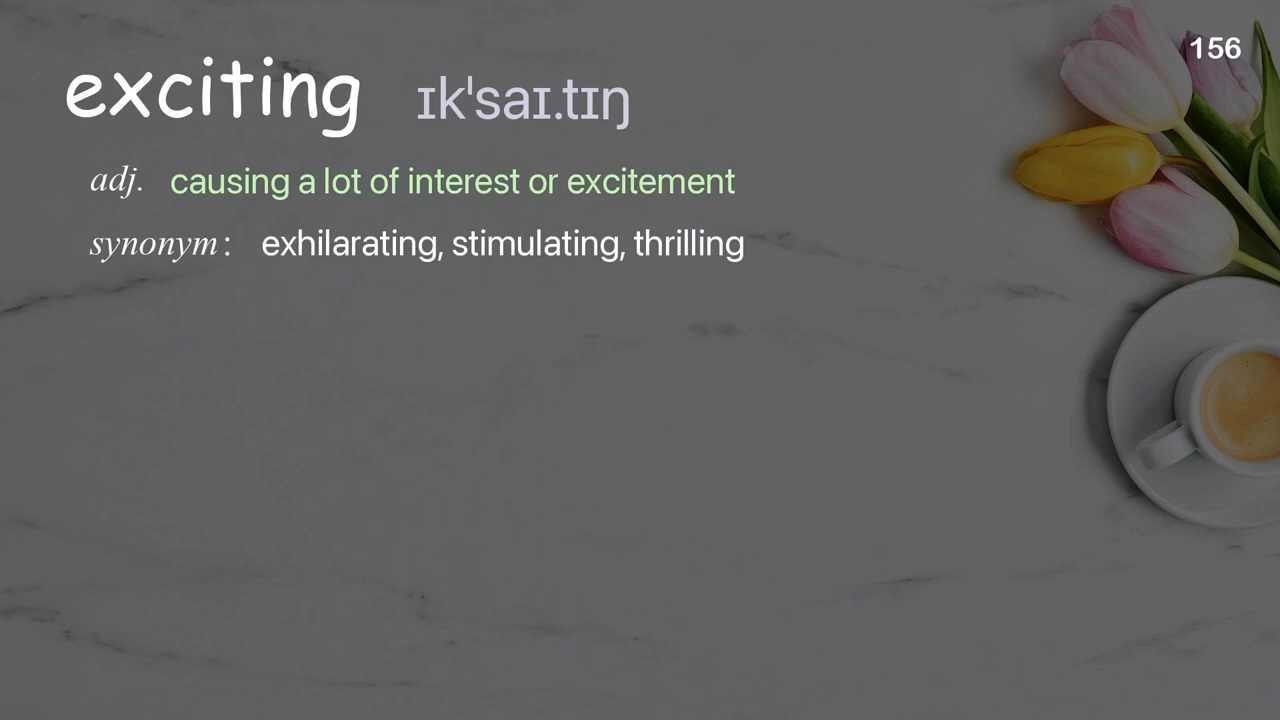 156
exciting ɪkˈsaɪ.tɪŋ
adj. causing a lot of interest or excitement
synonym: exhilarating, stimulating, thrilling